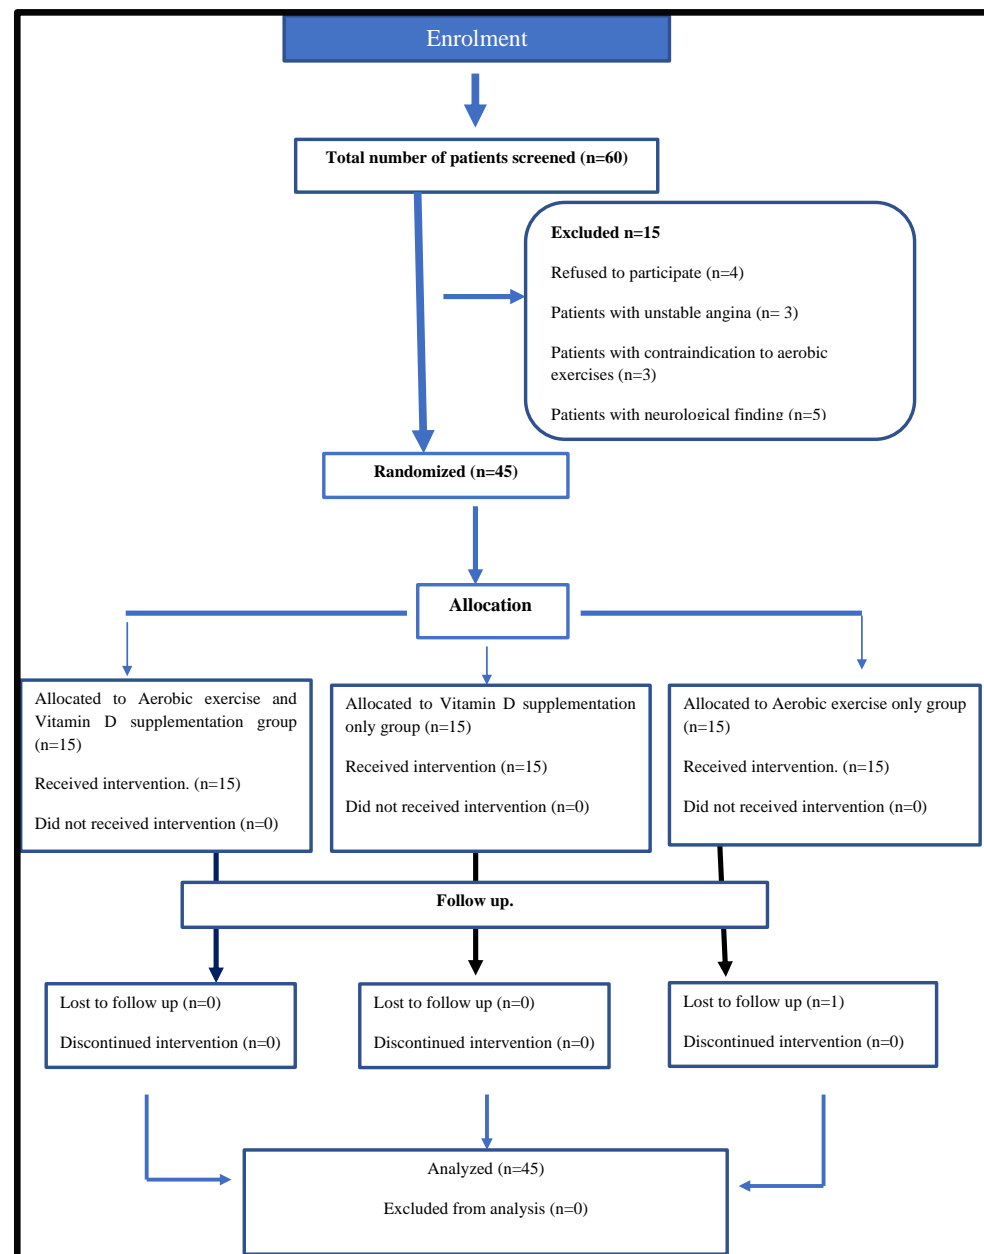 Enrolment
Total number of patients screened (n=60)
Excluded n=15
Refused to participate (n=4)
Patients with unstable angina (n= 3)
Patients with contraindication to aerobic
exercises (n=3)
Patients with neurological finding (n=5)
Randomized (n=45)
Allocation
Allocated to Aerobic exercise and
Vitamin D supplementation group
(n=15)
Received intervention. (n=15)
Did not received intervention (n=0)
Allocated to Vitamin D supplementation
only group (n=15)
Received intervention (n=15)
Did not received intervention (n=0)
Allocated to Aerobic exercise only group
(n=15)
Received intervention. (n=15)
Did not received intervention (n=0)
Follow up.
Lost to follow up (n=0)
Discontinued intervention (n=0)
Lost to follow up (n=0)
Discontinued intervention (n=0)
Lost to follow up (n=1)
Discontinued intervention (n=0)
Analyzed (n=45)
Excluded from analysis (n=0)